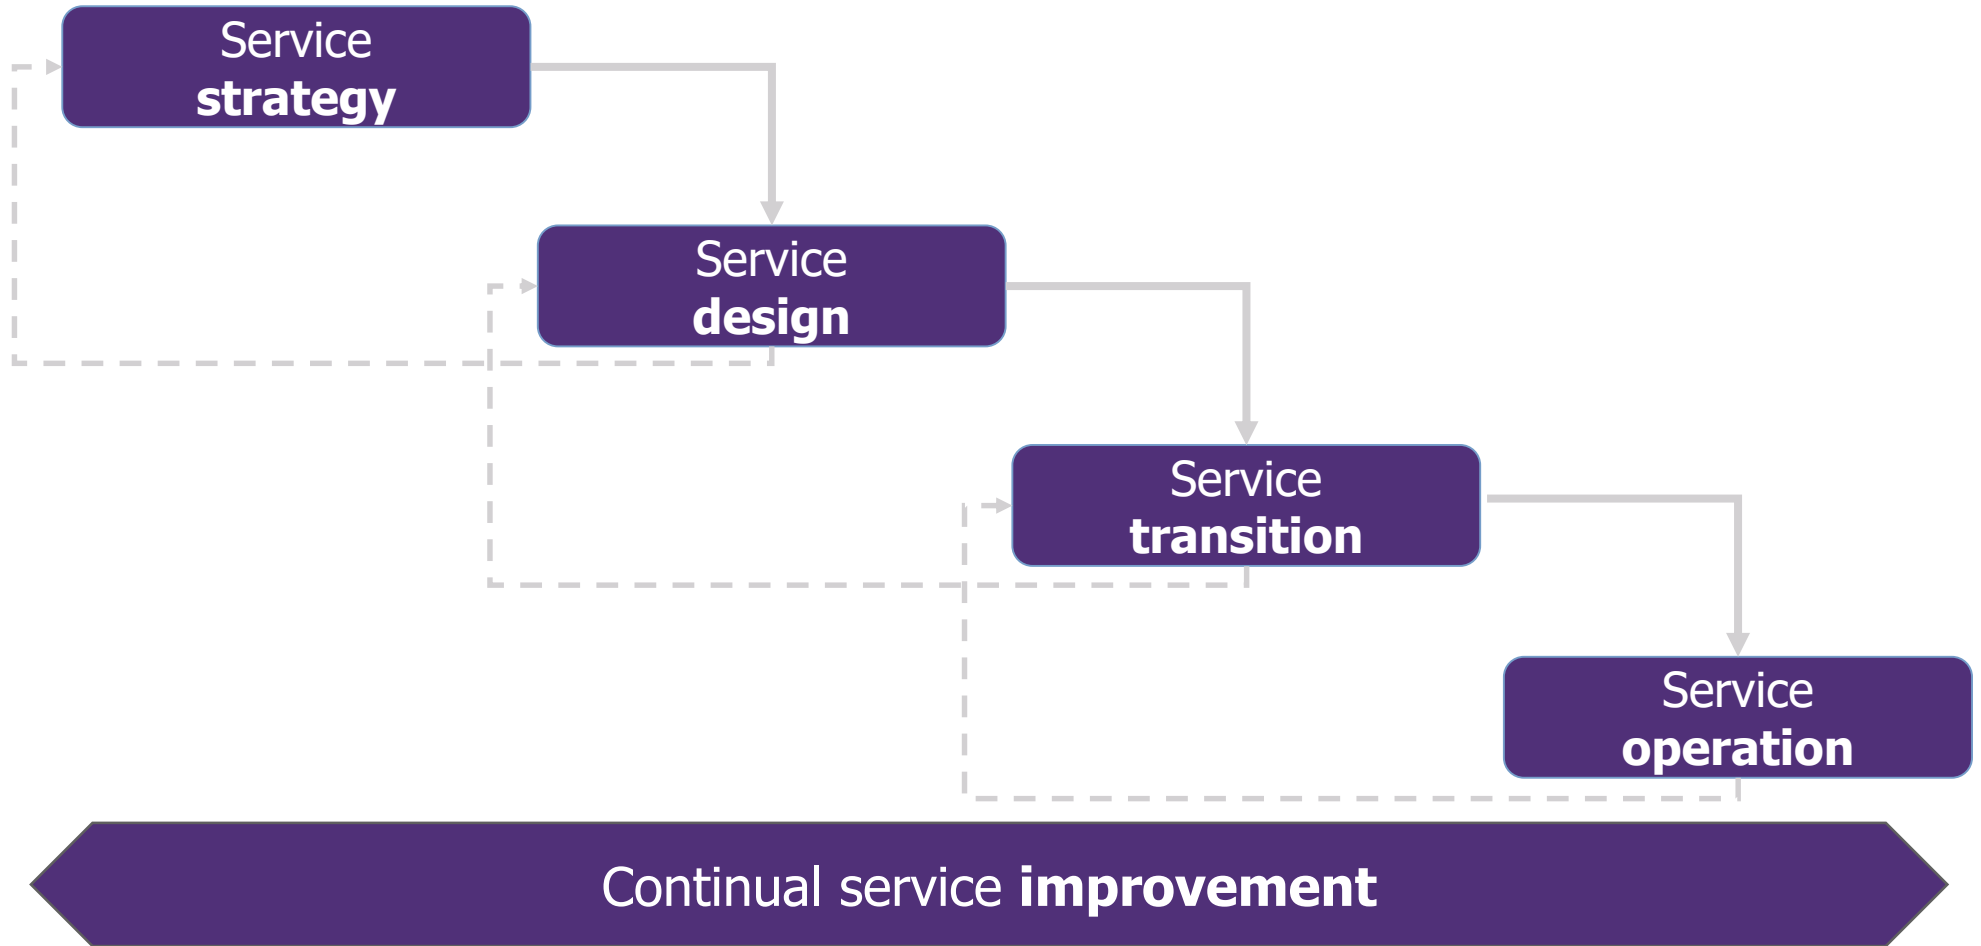 Service
strategy
Service
design
Service
transition
Service
operation
Continual service improvement